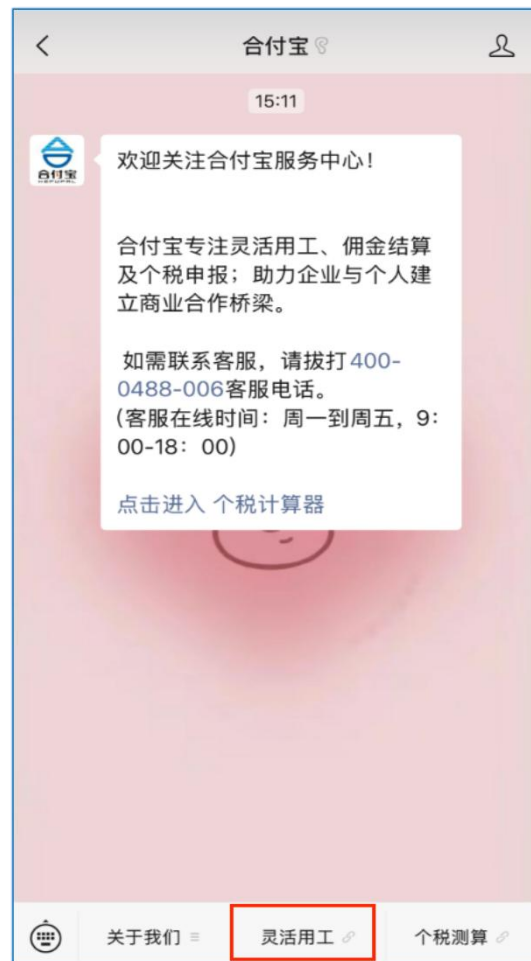 合付宝
15:11
合付宝
欢迎关注合付宝服务中心!
合付宝专注灵活用工、佣金结算
及个税申报；助力企业与个人建
立商业合作桥梁。
如需联系客服，请拔打400-
0488-006客服电话。
(客服在线时间：周一到周五，9：
00-18：00)
点击进入 个税计算器
关于我们
灵活用工
个税测算